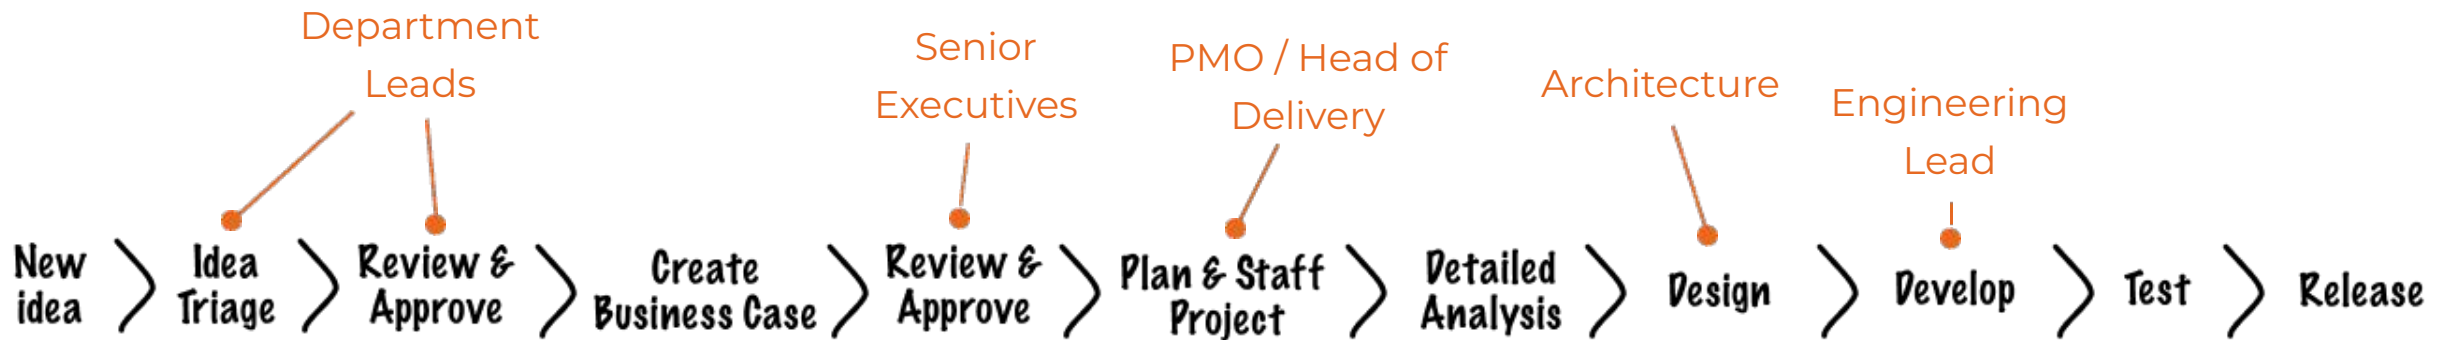 Department
Leads
Senior
Executives
PMO / Head of
Delivery
Architecture
Engineering
Lead
New
idea
Idea
Triage
Review &
Approve
Create
Business Case
Review &
Approve
Plan & Staff
Project
Detailed
Analysis
Design
Develop
Test
Release